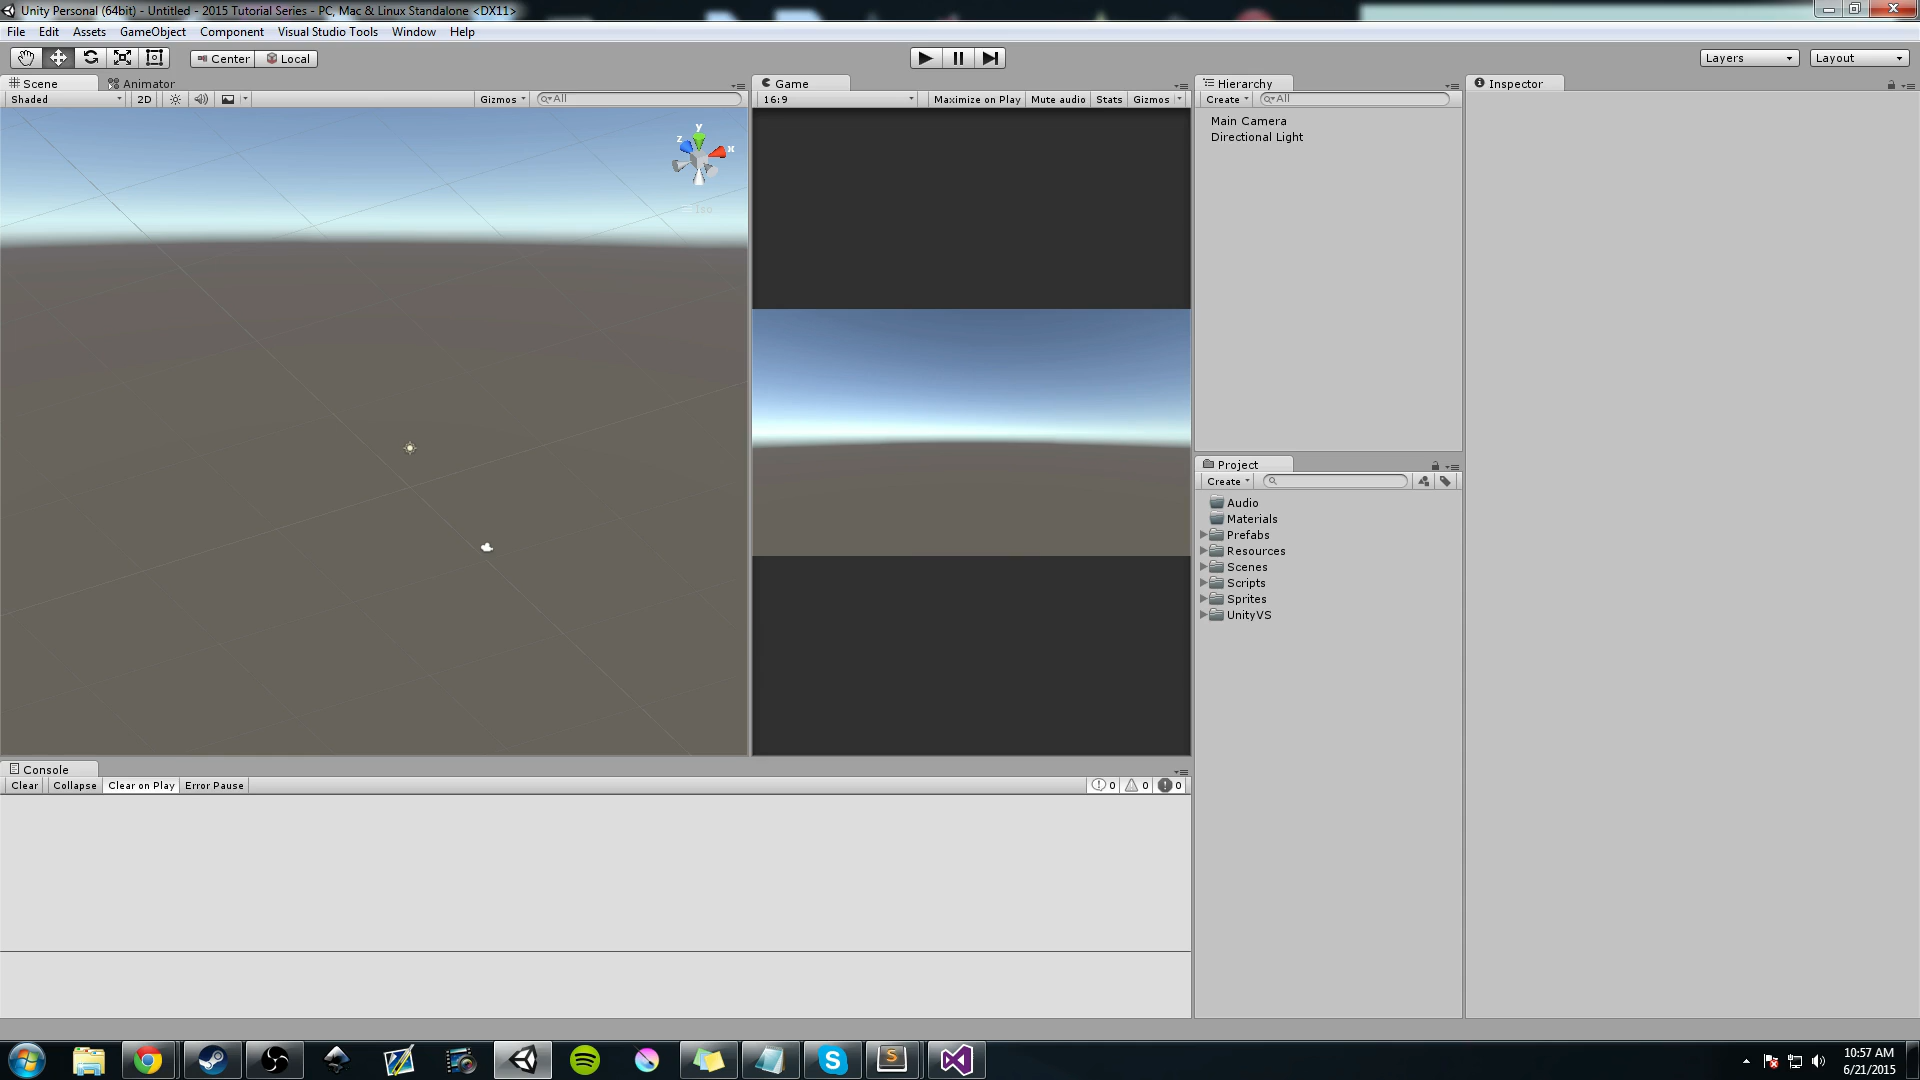 Unity Personal (64bit) - Untitled - 2015 Tutorial Series - PC, Mac & Linux Standalone <DX11>
File Edit Assets GameObject Component Visual Studio Tools Window Help
Center Local Layers Layout
Scene Animator
Shaded 2D Gizmos All
y
z x
Iso
Game
16:9 Maximize on Play Mute audio Stats Gizmos
Hierarchy
Create All
Main Camera
Directional Light
Project
Create
Audio
Materials
Prefabs
Resources
Scenes
Scripts
Sprites
UnityVS
Inspector
Console
Clear Collapse Clear on Play Error Pause 0 0 0
10:57 AM
6/21/2015